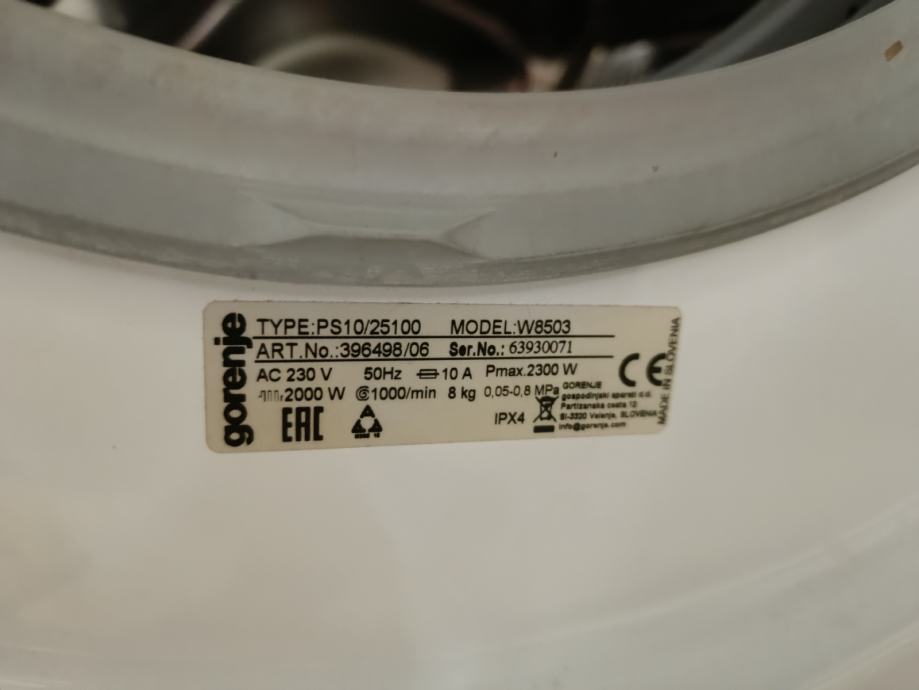 gorenje
TYPE:PS10/25100 MODEL:W8503
ART.No.:396498/06 Ser.No.: 63930071
AC 230 V 50Hz 10 A Pmax.2300 W
2000 W 1000/min 8 kg 0,05-0,8 MPa
CE
EAC
IPX4
GORENJE
gospodinjski aparati d.d.
Partizanska cesta 12
SI-3320 Velenje, SLOVENIA
info@gorenje.com
MADE IN SLOVENIA